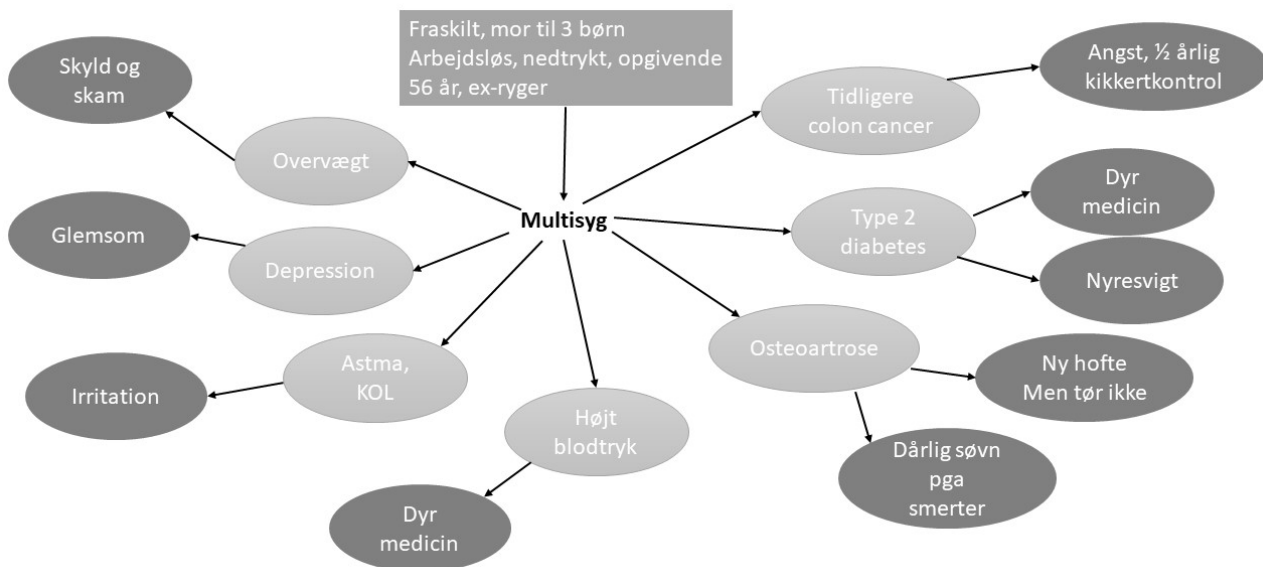 Fraskilt, mor til 3 børn
Arbejdsløs, nedtrykt, opgivende
56 år, ex-ryger
Skyld og
skam
Overvægt
Tidligere
colon cancer
Angst, ½ årlig
kikkertkontrol
Multisyg
Glemsom
Depression
Type 2
diabetes
Dyr
medicin
Nyresvigt
Irritation
Astma,
KOL
Højt
blodtryk
Dyr
medicin
Osteoartrose
Ny hofte
Men tør ikke
Dårlig søvn
pga
smerter